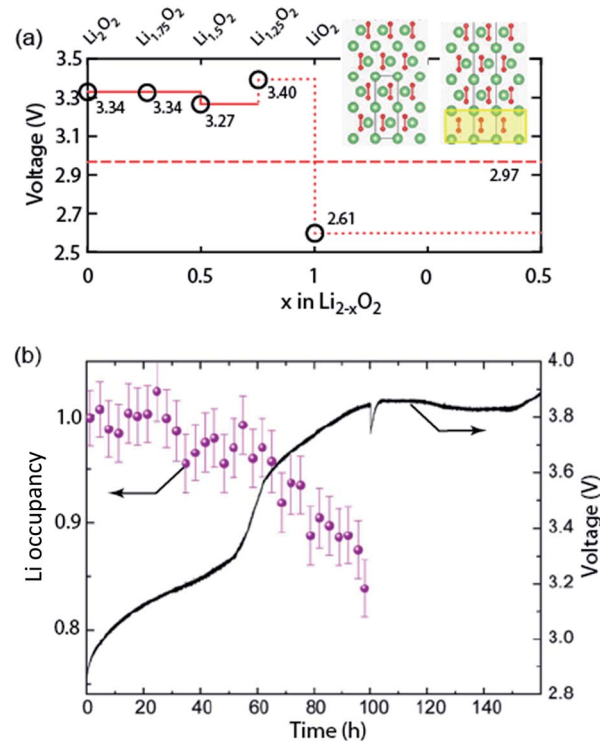 (a)
Li₂O₂ Li₁.₇₅O₂ Li₁,₅O₂ Li₁.₂₅O₂ LiO₂
3.5
3.3
3.1
2.9
2.7
2.5
Voltage (V)
3.34
3.34
3.27
3.40
2.97
2.61
0 0.5 1 0 0.5
x in Li₂₋ₓO₂
(b)
1.0
0.9
0.8
Li occupancy
4.0
3.8
3.6
3.4
3.2
3.0
2.8
Voltage (V)
0 20 40 60 80 100 120 140
Time (h)